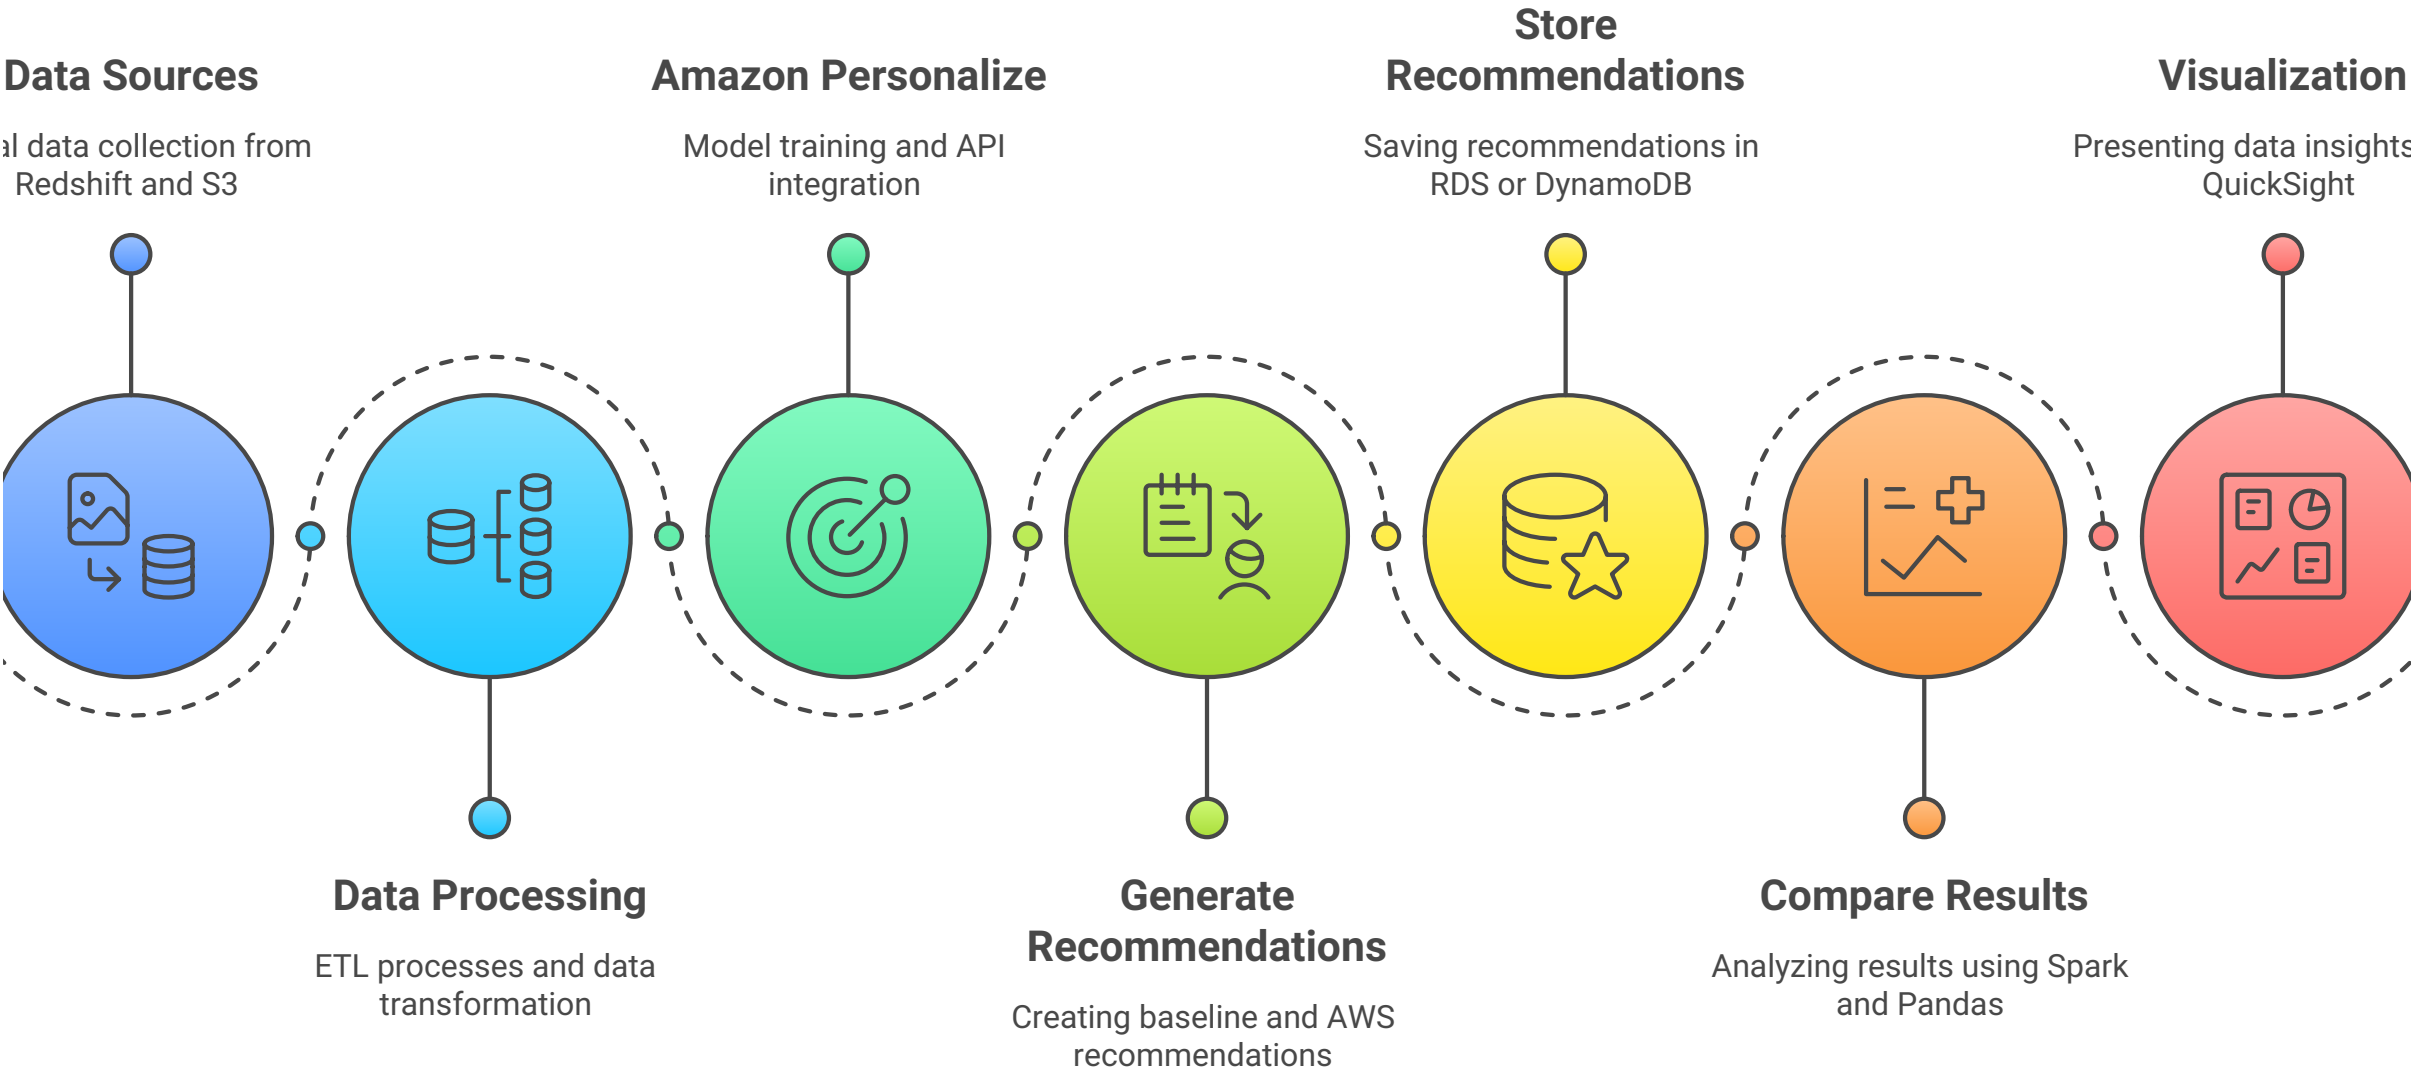 Data Sources
data collection from
Redshift and S3
Data Processing
ETL processes and data
transformation
Amazon Personalize
Model training and API
integration
Generate
Recommendations
Creating baseline and AWS
recommendations
Store
Recommendations
Saving recommendations in
RDS or DynamoDB
Compare Results
Analyzing results using Spark
and Pandas
Visualization
Presenting data insights
QuickSight